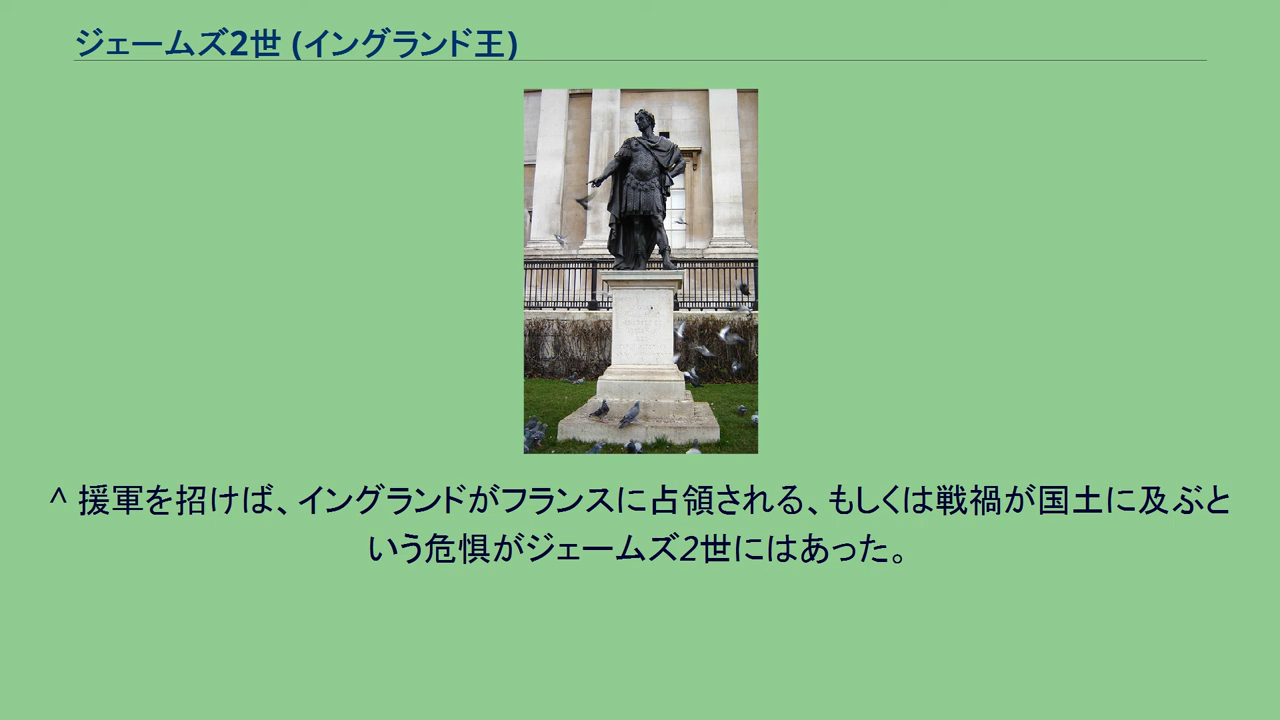 ジェームズ2世 (イングランド王)
^ 援軍を招けば、イングランドがフランスに占領される、もしくは戦禍が国土に及ぶと
いう危惧がジェームズ2世にはあった。